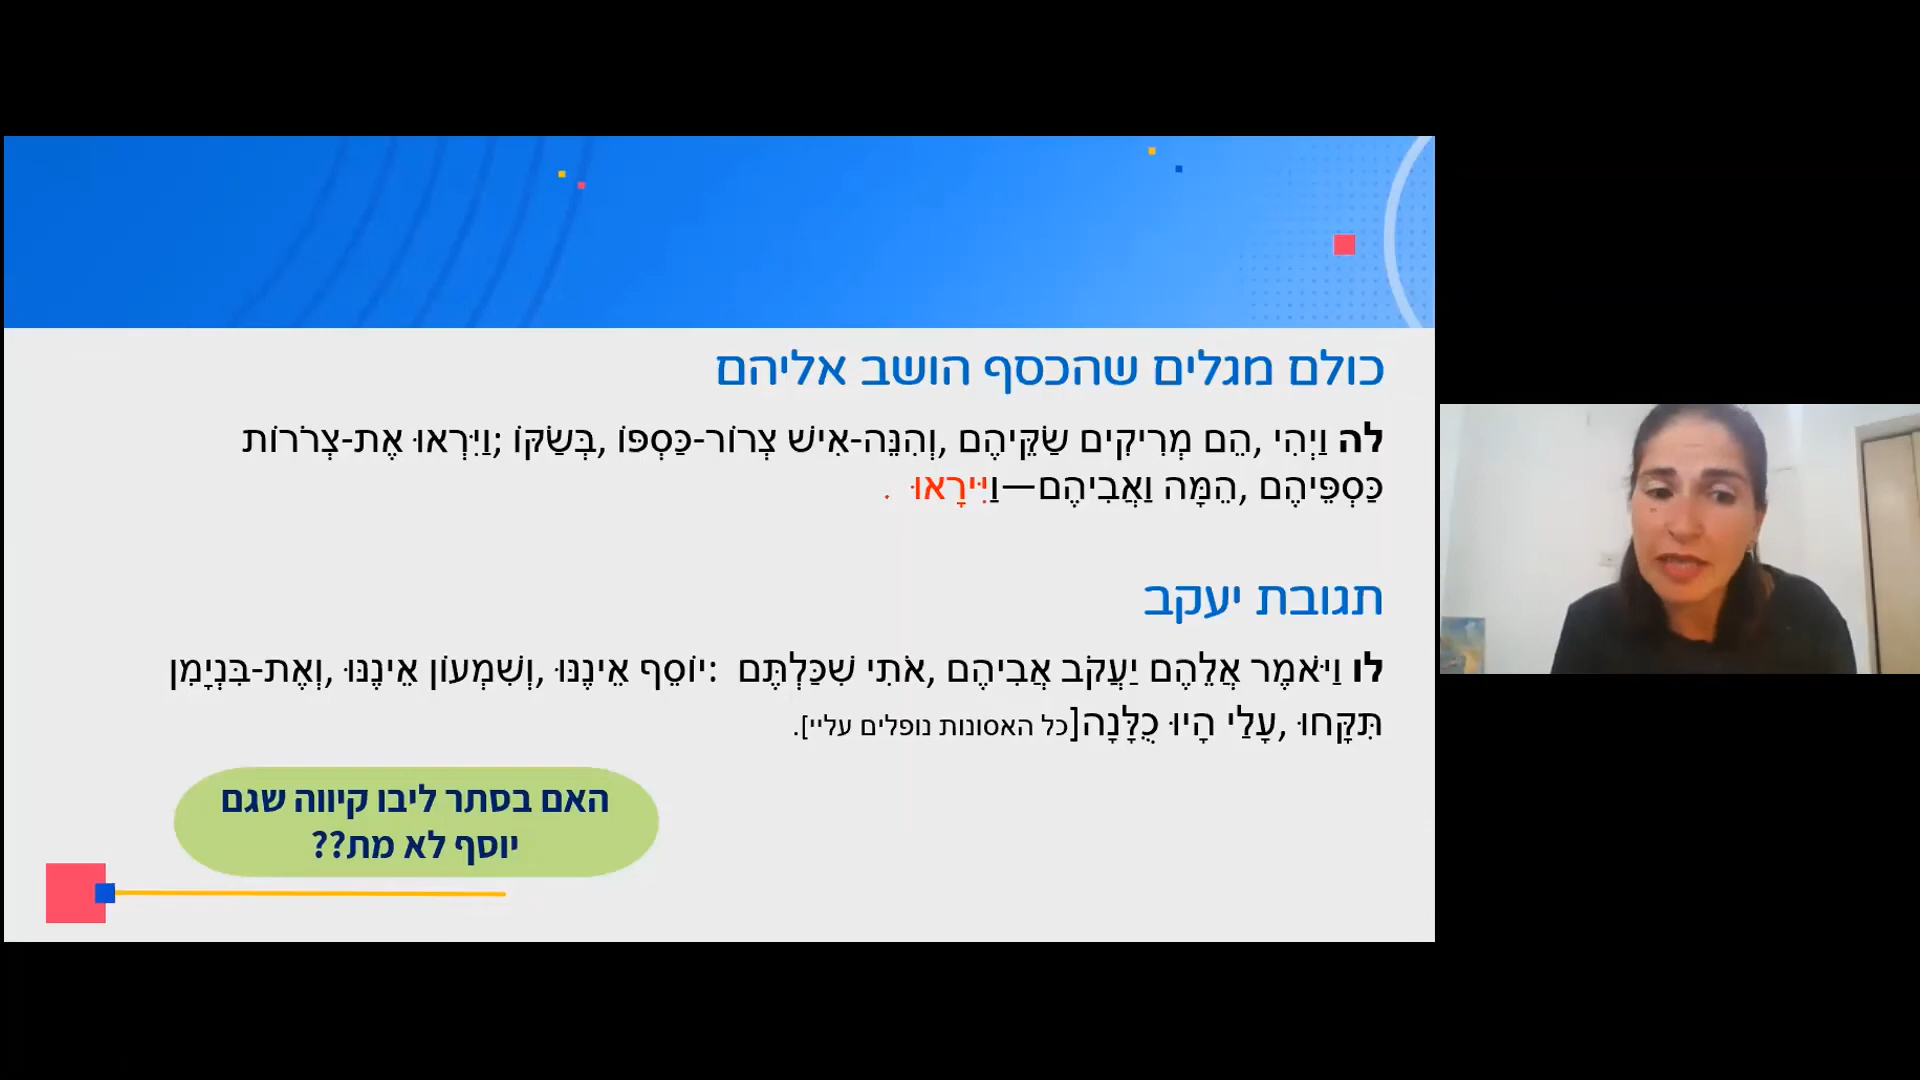 כולם מגלים שהכסף הושב אליהם
לה וַיְהִי ,הֵם מְרִיקִים שַׂקֵּיהֶם ,וְהִנֵּה-אִישׁ צְרוֹר-כַּסְפּוֹ ,בְּשַׂקּוֹ ;וַיִּרְאוּ אֶת-צְרֹרוֹת
כַּסְפֵּיהֶם ,הֵמָּה וַאֲבִיהֶם—וַיִּירָאוּ .
תגובת יעקב
לו וַיֹּאמֶר אֲלֵהֶם יַעֲקֹב אֲבִיהֶם ,אֹתִי שִׁכַּלְתֶּם :יוֹסֵף אֵינֶנּוּ ,וְשִׁמְעוֹן אֵינֶנּוּ ,וְאֶת-בִּנְיָמִן
תִּקָּחוּ ,עָלַי הָיוּ כֻלָּנָה[כל האסונות נופלים עליי].
האם בסתר ליבו קיווה שגם
יוסף לא מת??